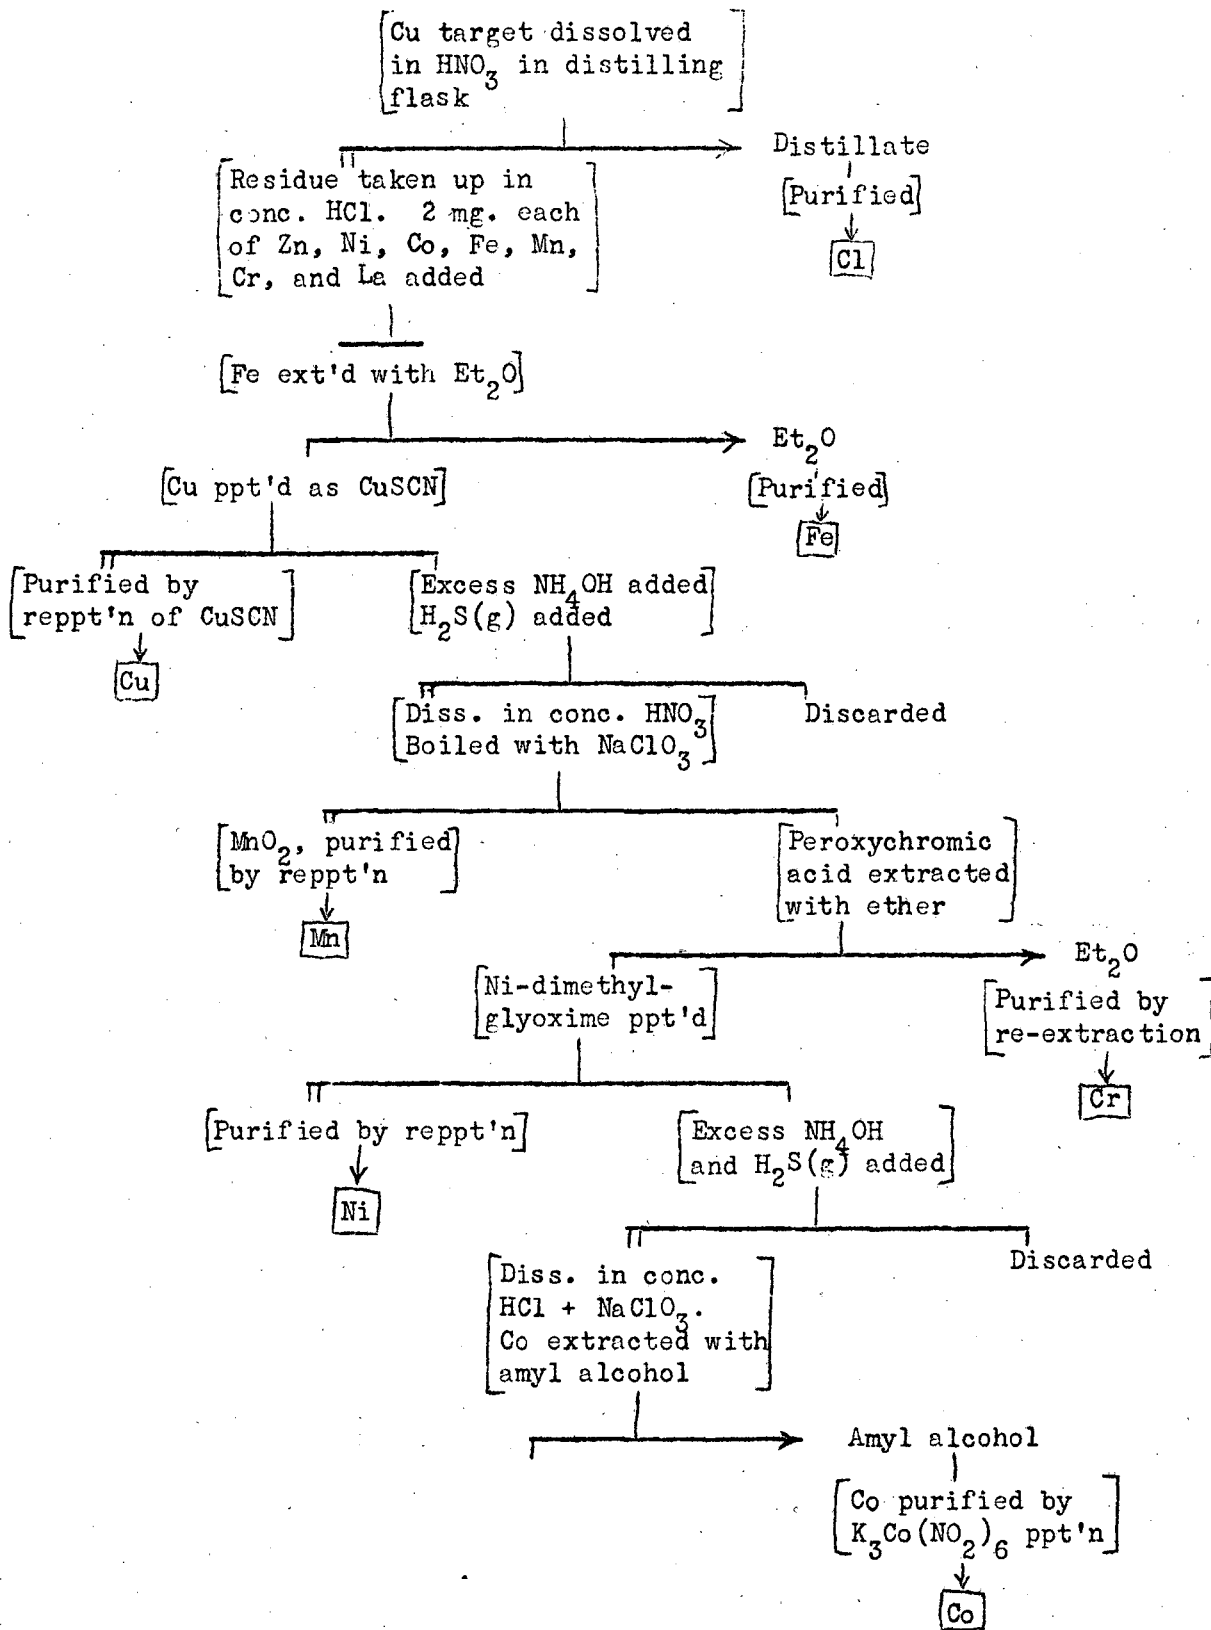 Cu target dissolved
in HNO3 in distilling
flask
Distillate
[Purified]
Cl
Residue taken up in
conc. HCl. 2 mg. each
of Zn, Ni, Co, Fe, Mn,
Cr, and La added
[Fe ext'd with Et2O]
Et2O
[Purified]
Fe
[Cu ppt'd as CuSCN]
Purified by
reppt'n of CuSCN
Cu
Excess NH4OH added
H2S(g) added
Discarded
Diss. in conc. HNO3
Boiled with NaClO3
MnO2, purified
by reppt'n
Mn
Peroxychromic
acid extracted
with ether
Et2O
Purified by
re-extraction
Cr
Ni-dimethyl-
glyoxime ppt'd
[Purified by reppt'n]
Ni
Excess NH4OH
and H2S(g) added
Discarded
Diss. in conc.
HCl + NaClO3.
Co extracted with
amyl alcohol
Amyl alcohol
Co purified by
K3Co(NO2)6 ppt'n
Co